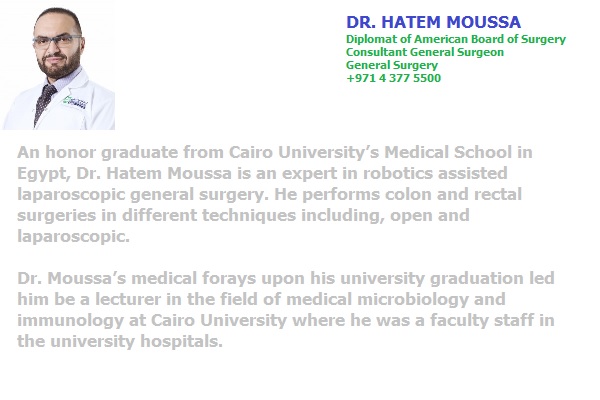 DR. HATEM MOUSSA
Diplomat of American Board of Surgery
Consultant General Surgeon
General Surgery
+971 4 377 5500
An honor graduate from Cairo University’s Medical School in
Egypt, Dr. Hatem Moussa is an expert in robotics assisted
laparoscopic general surgery. He performs colon and rectal
surgeries in different techniques including, open and
laparoscopic.
Dr. Moussa’s medical forays upon his university graduation led
him be a lecturer in the field of medical microbiology and
immunology at Cairo University where he was a faculty staff in
the university hospitals.